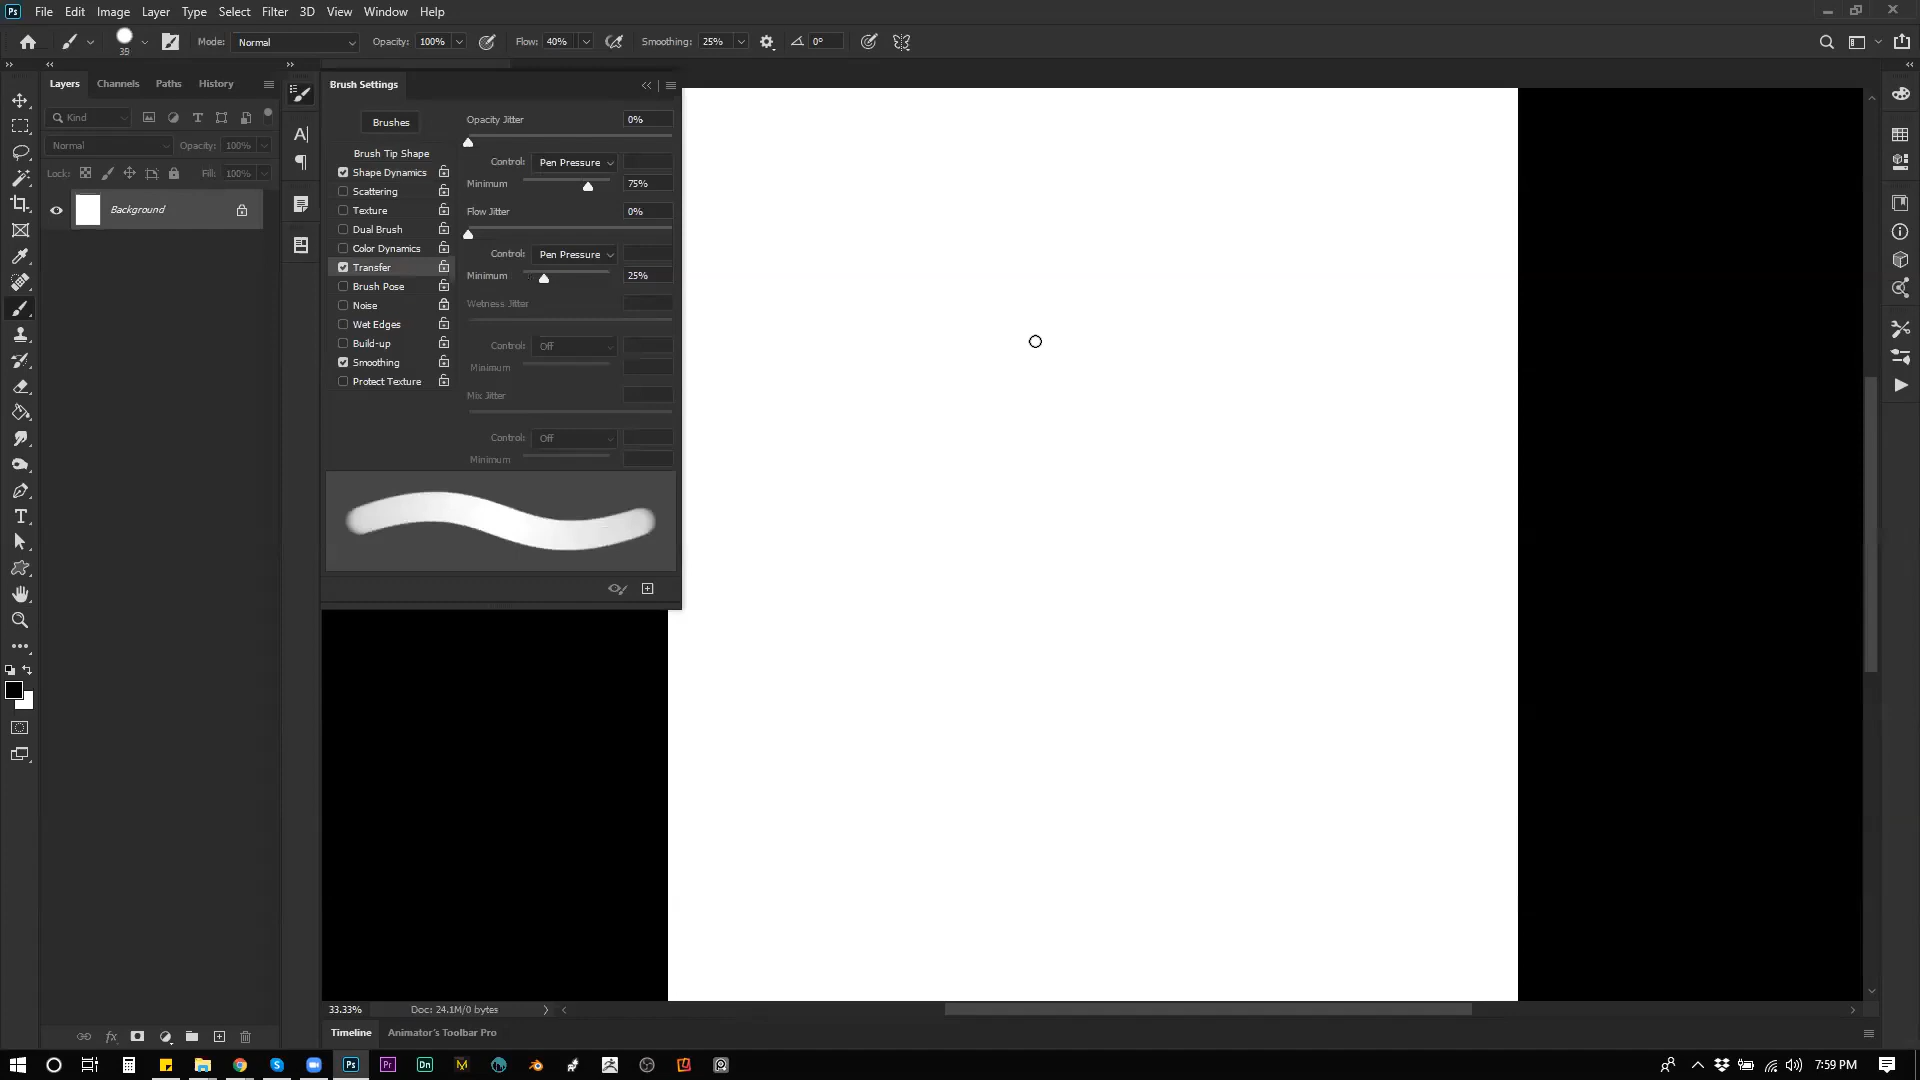 Ps File Edit Image Layer Type Select Filter 3D View Window Help
39 Mode: Normal Opacity: 100% Flow: 40% Smoothing: 25% 0°
Layers Channels Paths History
Kind
Normal Opacity: 100%
Lock: Fill: 100%
Background
Brush Settings
Brushes
Brush Tip Shape
Shape Dynamics
Scattering
Texture
Dual Brush
Color Dynamics
Transfer
Brush Pose
Noise
Wet Edges
Build-up
Smoothing
Protect Texture
Opacity Jitter 0%
Control: Pen Pressure
Minimum 75%
Flow Jitter 0%
Control: Pen Pressure
Minimum 25%
Wetness Jitter
Control: Off
Minimum
Mix Jitter
Control: Off
Minimum
33.33% Doc: 24.1M/0 bytes
Timeline Animator's Toolbar Pro
Ps Pr Dn 7:59 PM